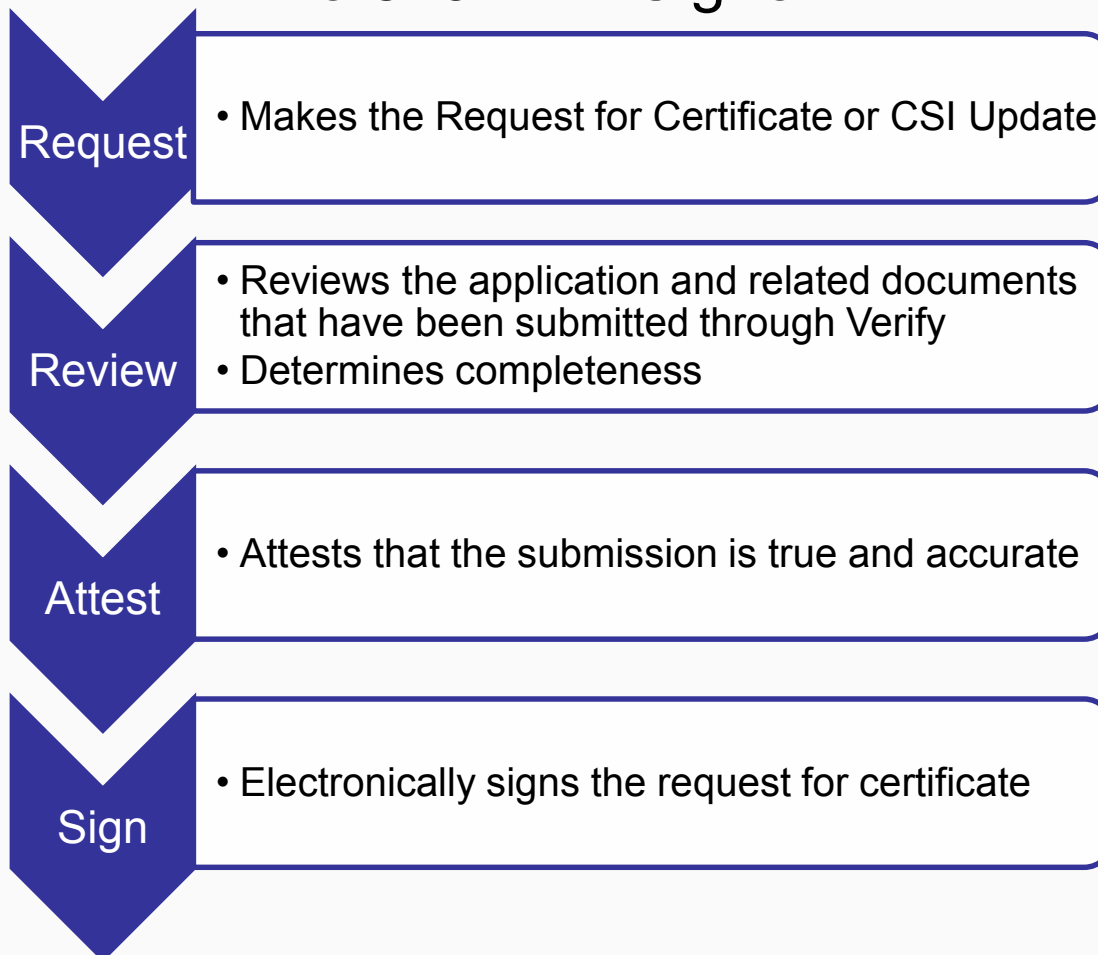 Request
• Makes the Request for Certificate or CSI Update
Review
• Reviews the application and related documents
that have been submitted through Verify
• Determines completeness
Attest
• Attests that the submission is true and accurate
Sign
• Electronically signs the request for certificate